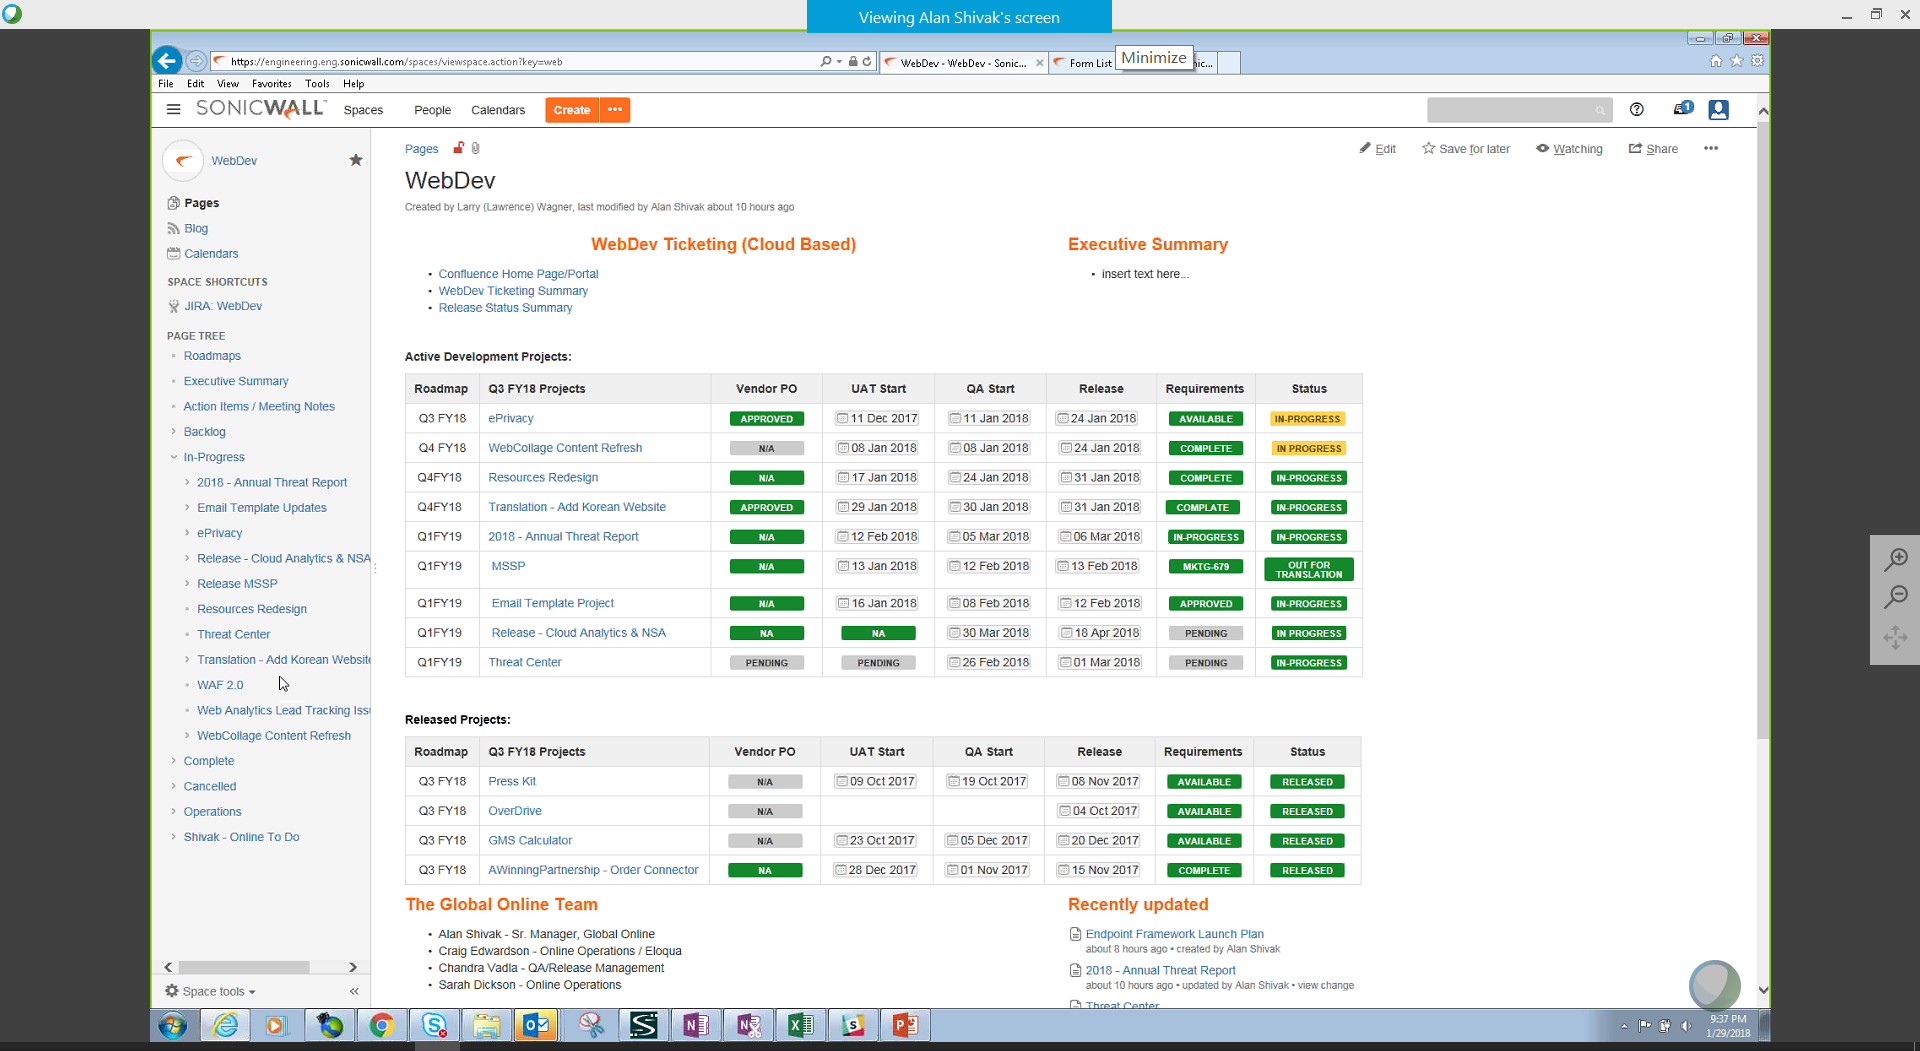 Viewing Alan Shivak's screen
https://engineering.eng.sonicwall.com/spaces/viewspace.action?key=web
WebDev - WebDev - Sonic...
Form List
Minimize
ic...
File Edit View Favorites Tools Help
SONICWALL Spaces People Calendars Create ···
1
WebDev
Pages
Blog
Calendars
SPACE SHORTCUTS
JIRA: WebDev
PAGE TREE
Roadmaps
Executive Summary
Action Items / Meeting Notes
Backlog
In-Progress
2018 - Annual Threat Report
Email Template Updates
ePrivacy
Release - Cloud Analytics & NSA
Release MSSP
Resources Redesign
Threat Center
Translation - Add Korean Website
WAF 2.0
Web Analytics Lead Tracking Iss
WebCollage Content Refresh
Complete
Cancelled
Operations
Shivak - Online To Do
Space tools
Pages
Edit Save for later Watching Share ···
WebDev
Created by Larry (Lawrence) Wagner, last modified by Alan Shivak about 10 hours ago
WebDev Ticketing (Cloud Based)
• Confluence Home Page/Portal
• WebDev Ticketing Summary
• Release Status Summary
Executive Summary
• insert text here...
Active Development Projects:
Roadmap Q3 FY18 Projects Vendor PO UAT Start QA Start Release Requirements Status
Q3 FY18 ePrivacy APPROVED 11 Dec 2017 11 Jan 2018 24 Jan 2018 AVAILABLE IN-PROGRESS
Q4 FY18 WebCollage Content Refresh N/A 08 Jan 2018 08 Jan 2018 24 Jan 2018 COMPLETE IN PROGRESS
Q4FY18 Resources Redesign N/A 17 Jan 2018 24 Jan 2018 31 Jan 2018 COMPLETE IN-PROGRESS
Q4FY18 Translation - Add Korean Website APPROVED 29 Jan 2018 30 Jan 2018 31 Jan 2018 COMPLATE IN-PROGRESS
Q1FY19 2018 - Annual Threat Report N/A 12 Feb 2018 05 Mar 2018 06 Mar 2018 IN-PROGRESS IN-PROGRESS
Q1FY19 MSSP N/A 13 Jan 2018 12 Feb 2018 13 Feb 2018 MKTG-679 OUT FOR TRANSLATION
Q1FY19 Email Template Project N/A 16 Jan 2018 08 Feb 2018 12 Feb 2018 APPROVED IN-PROGRESS
Q1FY19 Release - Cloud Analytics & NSA NA NA 30 Mar 2018 18 Apr 2018 PENDING IN PROGRESS
Q1FY19 Threat Center PENDING PENDING 26 Feb 2018 01 Mar 2018 PENDING IN-PROGRESS
Released Projects:
Roadmap Q3 FY18 Projects Vendor PO UAT Start QA Start Release Requirements Status
Q3 FY18 Press Kit N/A 09 Oct 2017 19 Oct 2017 08 Nov 2017 AVAILABLE RELEASED
Q3 FY18 OverDrive N/A 04 Oct 2017 AVAILABLE RELEASED
Q3 FY18 GMS Calculator N/A 23 Oct 2017 05 Dec 2017 20 Dec 2017 AVAILABLE RELEASED
Q3 FY18 AWinningPartnership - Order Connector NA 28 Dec 2017 01 Nov 2017 15 Nov 2017 COMPLETE RELEASED
The Global Online Team
• Alan Shivak - Sr. Manager, Global Online
• Craig Edwardson - Online Operations / Eloqua
• Chandra Vadla - QA/Release Management
• Sarah Dickson - Online Operations
Recently updated
Endpoint Framework Launch Plan
about 8 hours ago • created by Alan Shivak
2018 - Annual Threat Report
about 10 hours ago • updated by Alan Shivak • view change
Threat Center
9:37 PM
1/29/2018